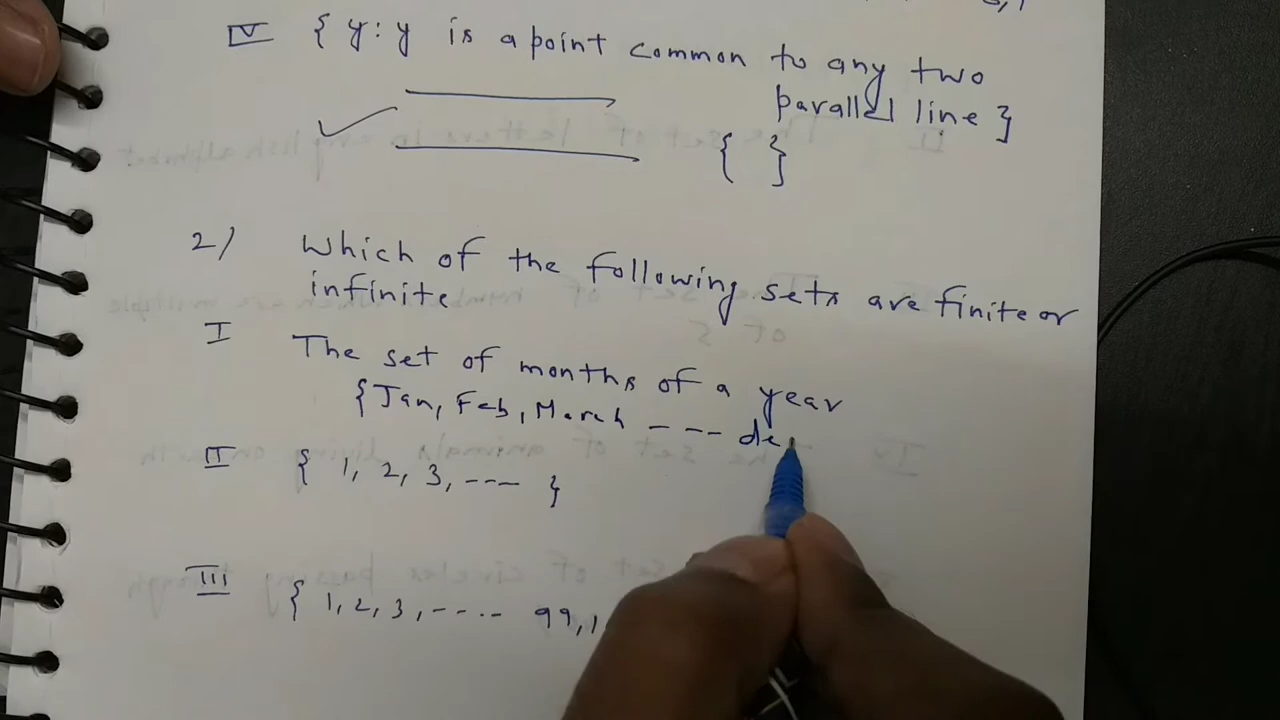 IV { y : y is a point common to any two
parallel line }
{ }
2) Which of the following sets are finite or
infinite
I The set of months of a year
{Jan, Feb, March - - - de
II { 1, 2, 3, - - - }
III { 1, 2, 3, - - - - 99, 1